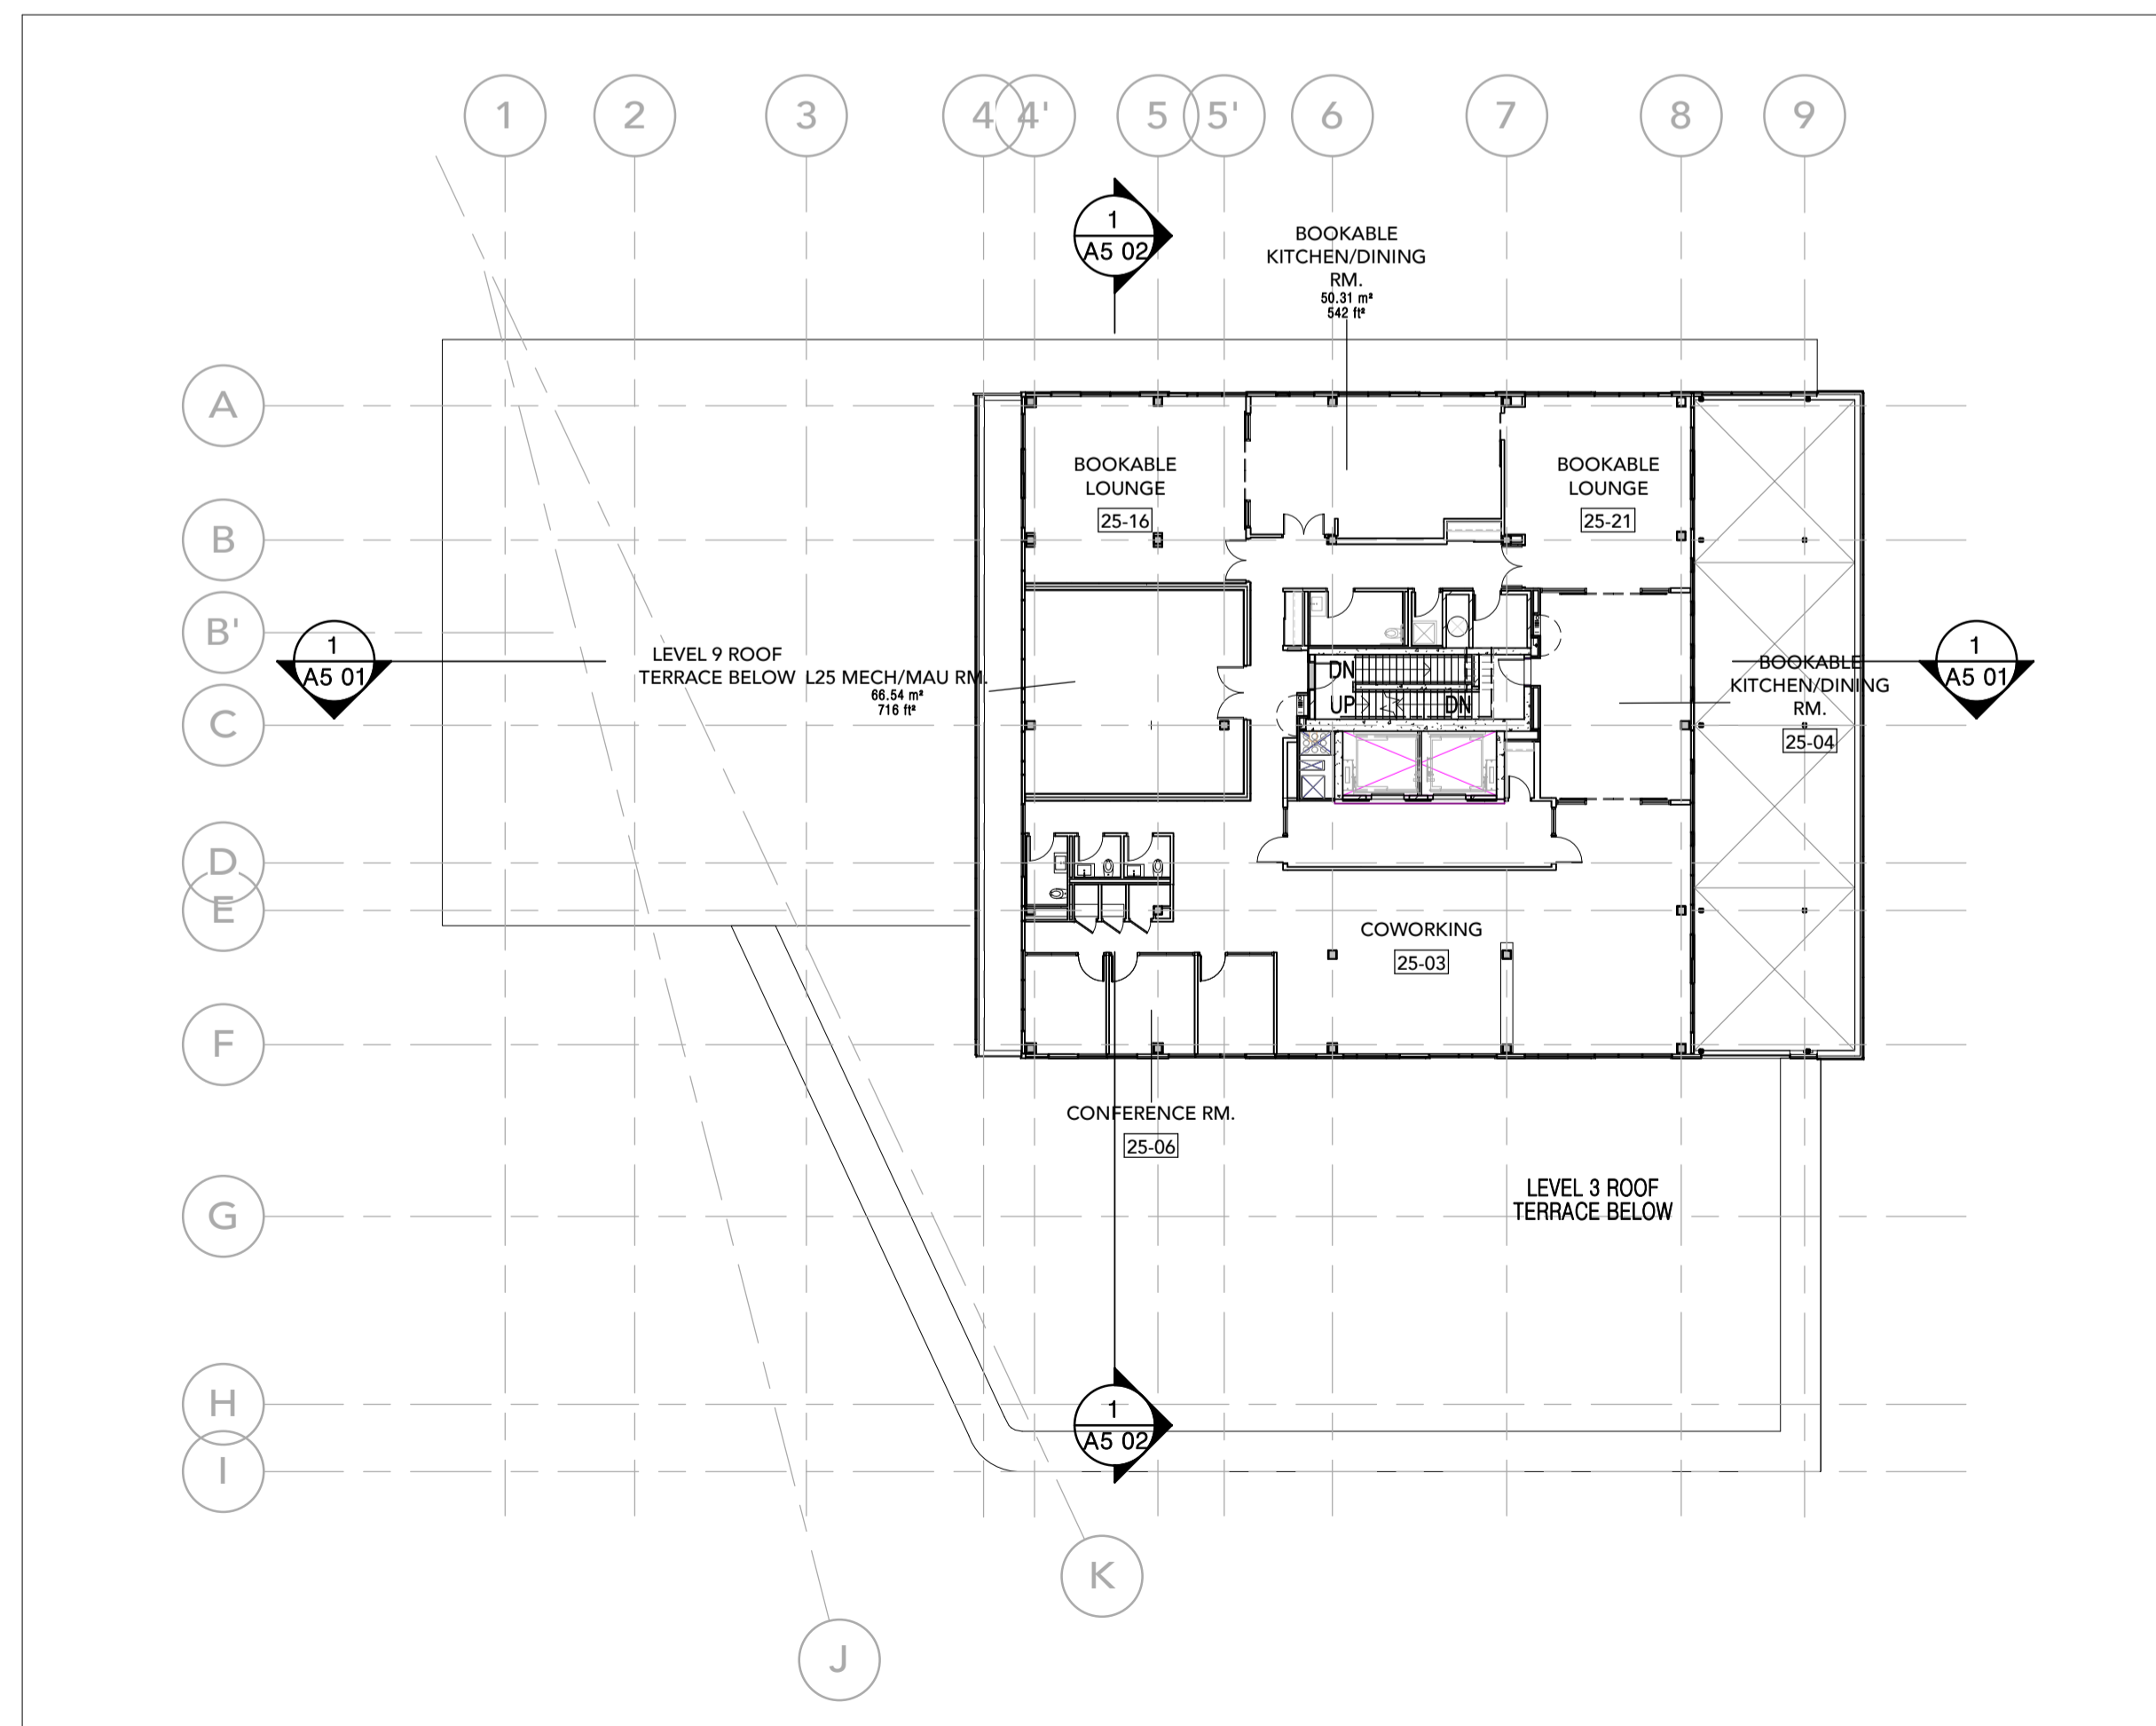 1
2
3
4
4'
5
5'
6
7
8
9
1
A5 02
BOOKABLE
KITCHEN/DINING
RM.
50.31 m²
542 ft²
A
B
B'
C
D
E
F
G
H
I
BOOKABLE
LOUNGE
25-16
BOOKABLE
LOUNGE
25-21
1
A5 01
LEVEL 9 ROOF
TERRACE BELOW
L25 MECH/MAU RM.
66.54 m²
716 ft²
DN
UP
DN
BOOKABLE
KITCHEN/DINING
RM.
25-04
1
A5 01
COWORKING
25-03
CONFERENCE RM.
25-06
LEVEL 3 ROOF
TERRACE BELOW
1
A5 02
K
J